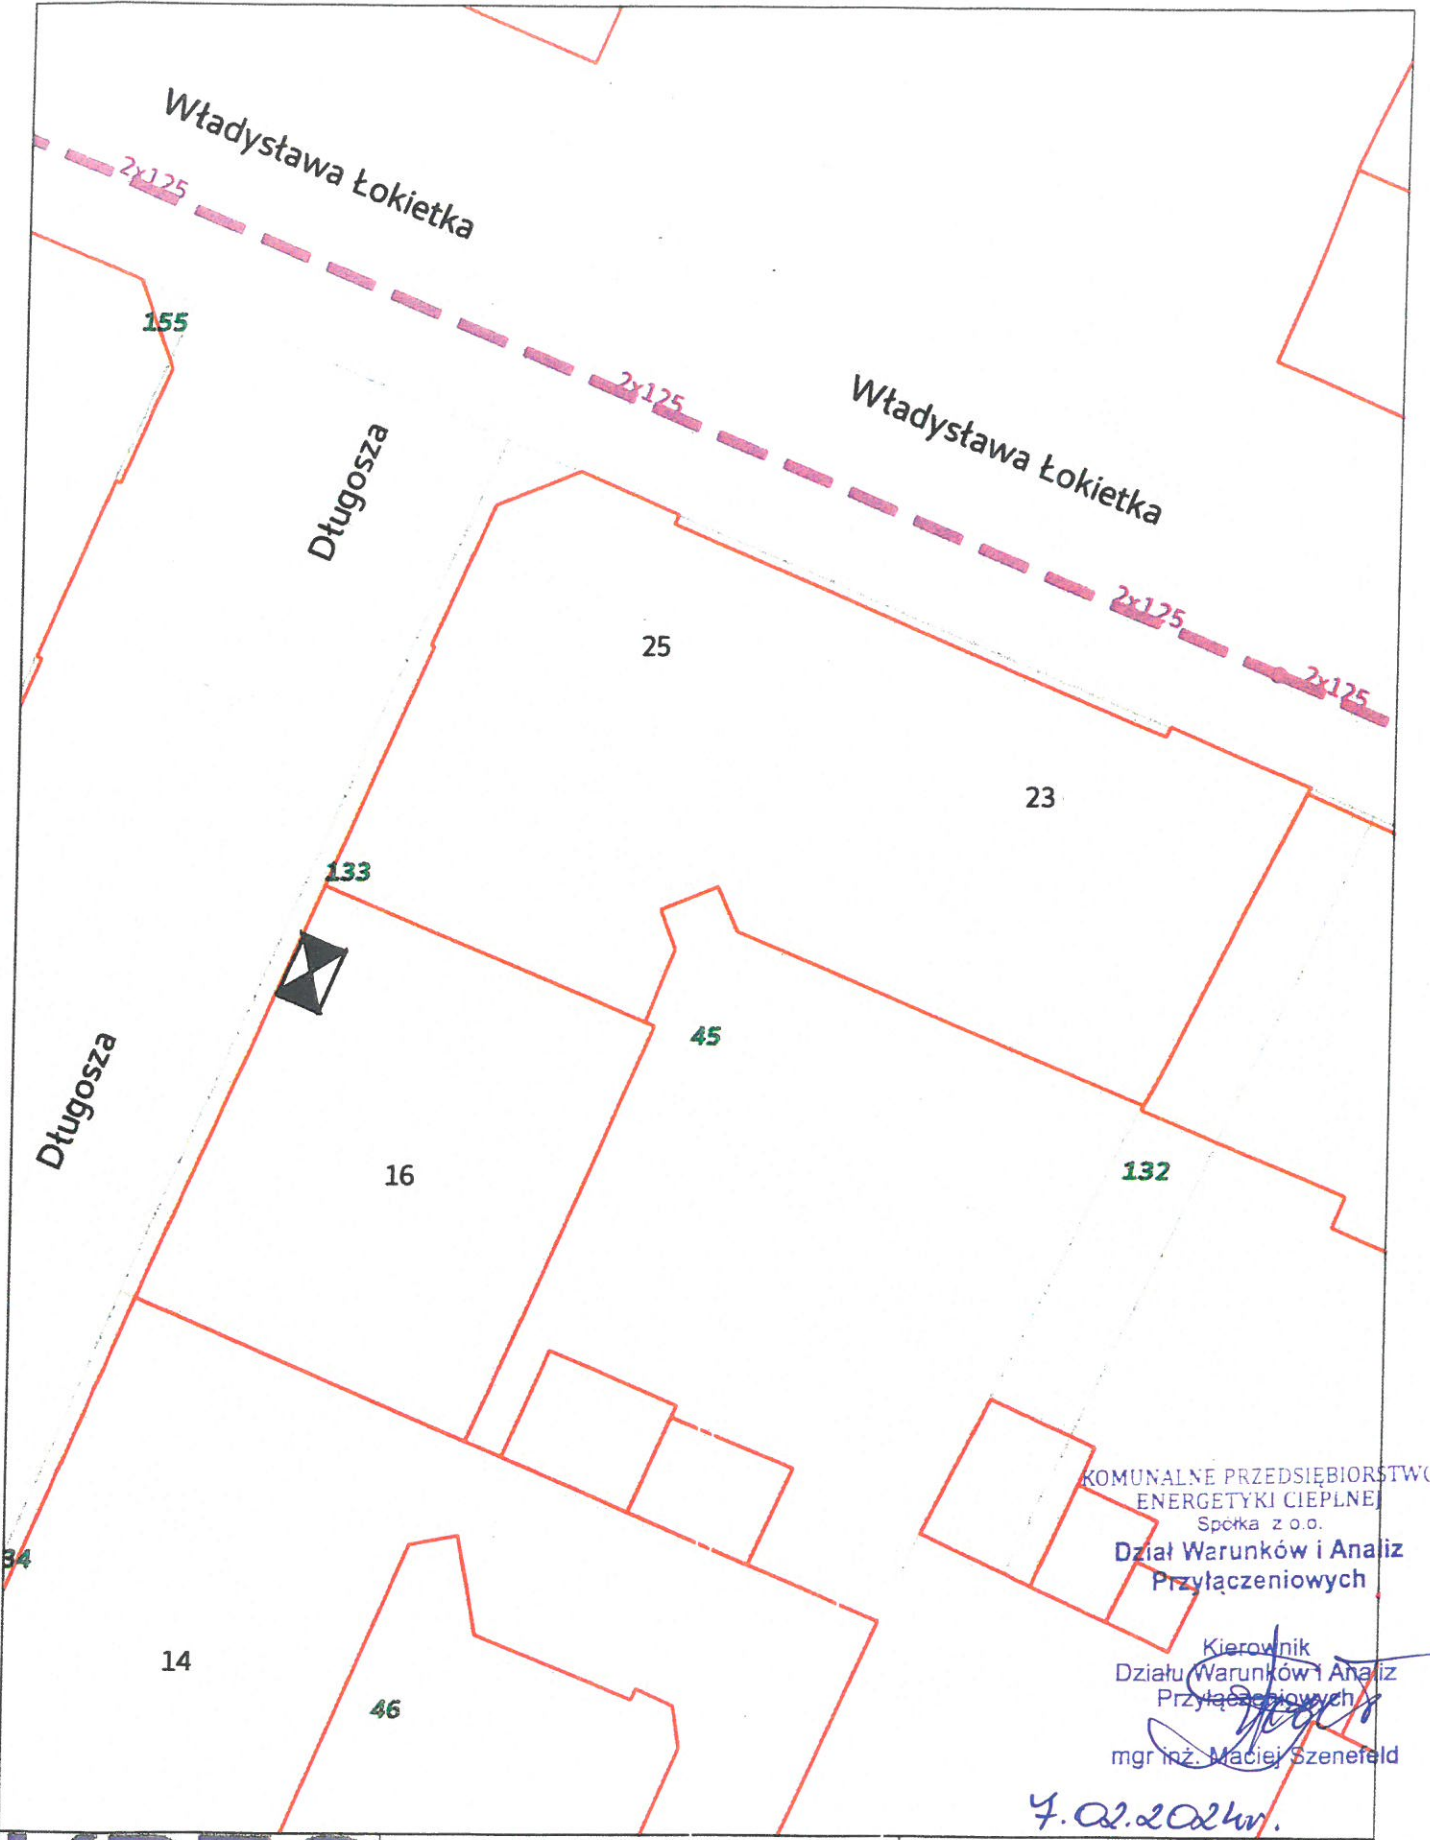 Władysława Łokietka
2x125
155
2x125
Władysława Łokietka
Długosza
2x125
25
2x125
23
133
45
Długosza
132
16
KOMUNALNE PRZEDSIĘBIORSTWO
ENERGETYKI CIEPLNEJ
Spółka z o.o.
Dział Warunków i Analiz
Przyłączeniowych
34
Kierownik
Działu Warunków i Analiz
Przyłączeniowych
14
46
mgr inż. Maciej Szenefeld
7.02.2024r.